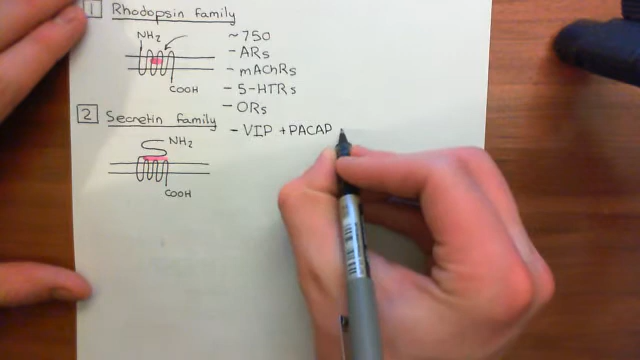 1 Rhodopsin family
NH2
COOH
~ 750
- ARs
- mAChRs
- 5-HTRs
- ORs
2 Secretin family
NH2
COOH
- VIP + PACAP